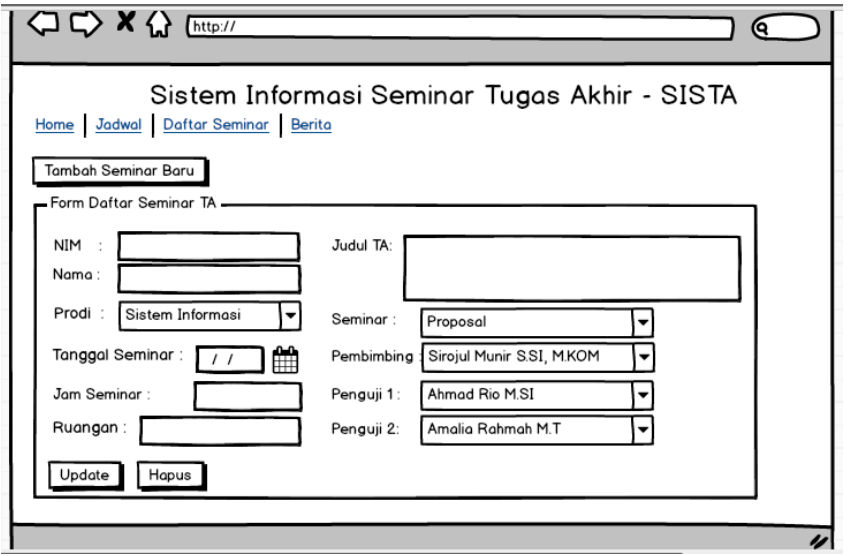 http://
Sistem Informasi Seminar Tugas Akhir - SISTA
Home | Jadwal | Daftar Seminar | Berita
Tambah Seminar Baru
Form Daftar Seminar TA
NIM :
Nama :
Prodi : Sistem Informasi
Tanggal Seminar : / /
Jam Seminar :
Ruangan :
Judul TA:
Seminar : Proposal
Pembimbing : Sirojul Munir S.SI, M.KOM
Penguji 1 : Ahmad Rio M.SI
Penguji 2: Amalia Rahmah M.T
Update Hapus